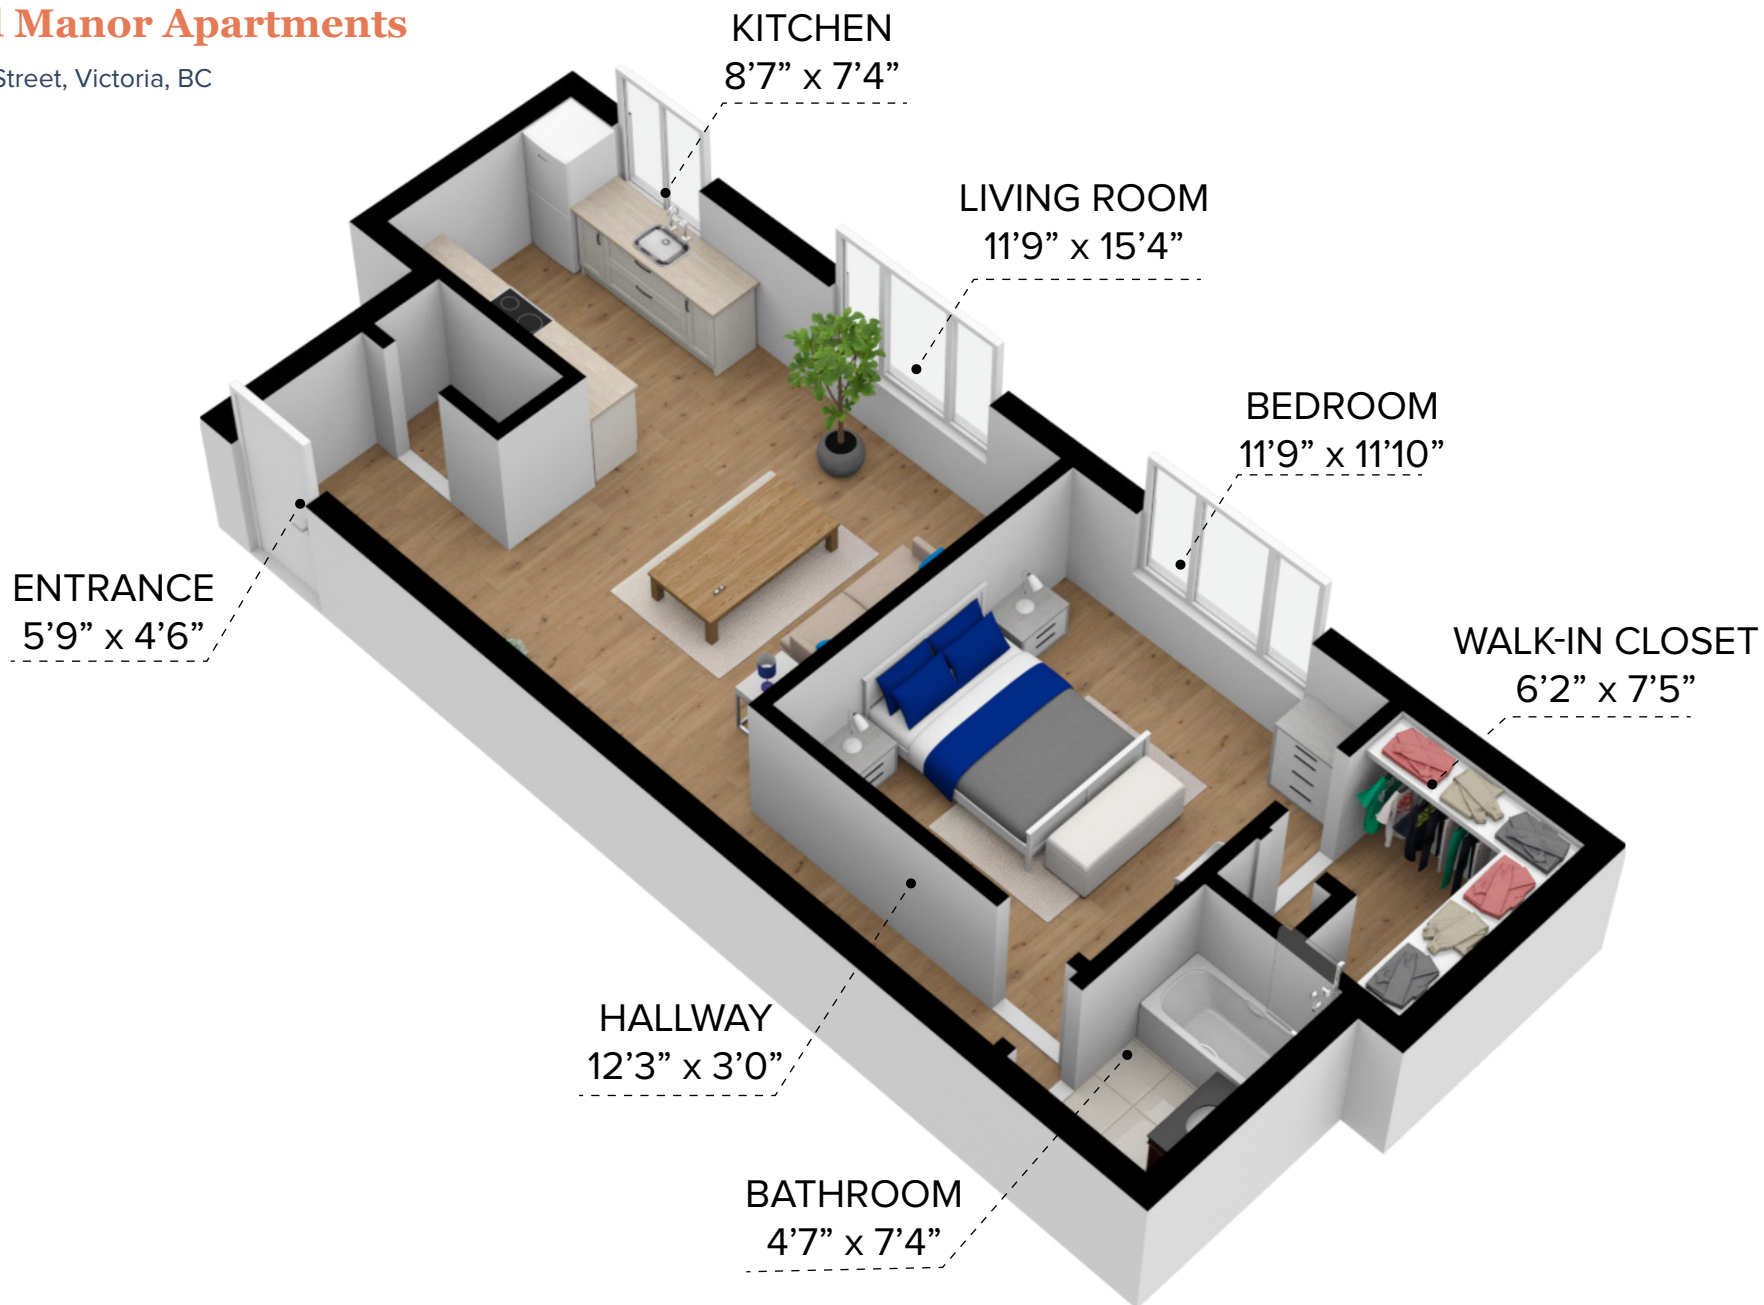 Manor Apartments
Street, Victoria, BC
KITCHEN
8’7” x 7’4”
LIVING ROOM
11’9” x 15’4”
BEDROOM
11’9” x 11’10”
ENTRANCE
5’9” x 4’6”
WALK-IN CLOSET
6’2” x 7’5”
HALLWAY
12’3” x 3’0”
BATHROOM
4’7” x 7’4”